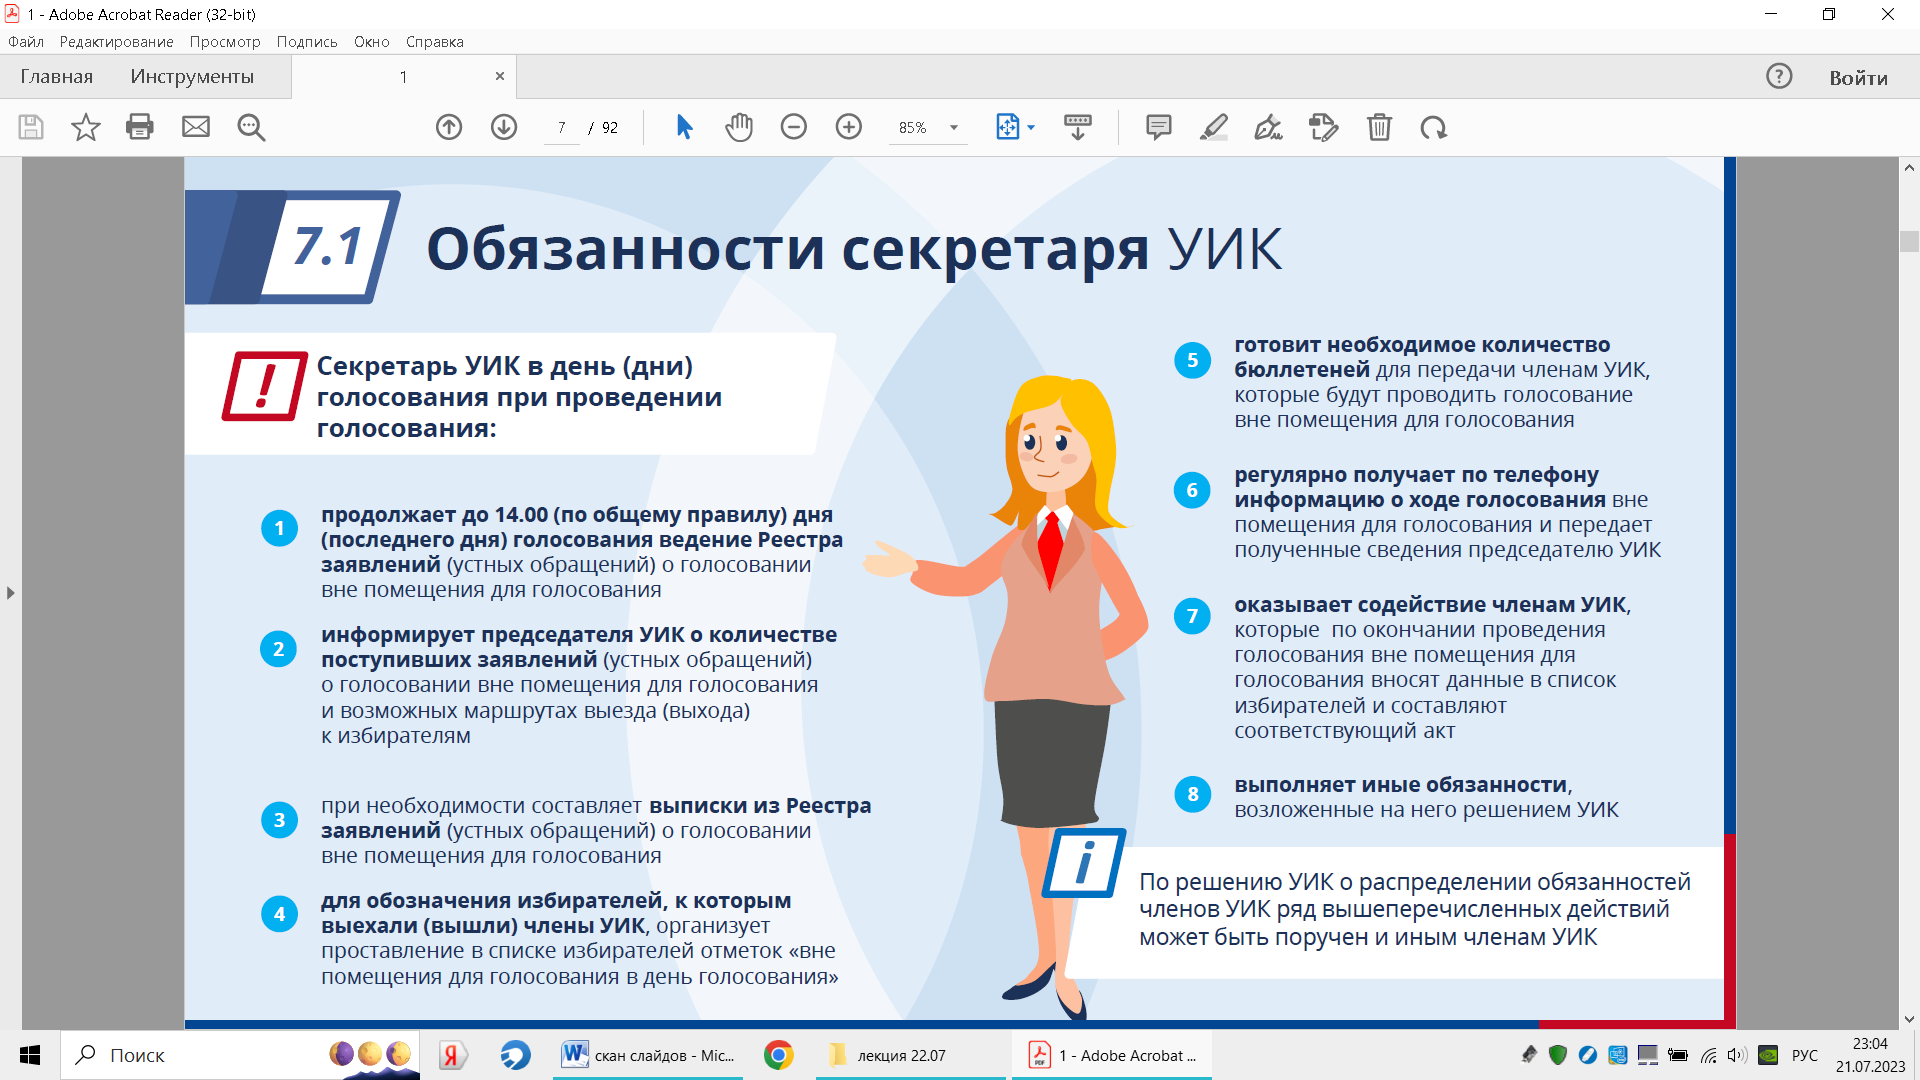 1 - Adobe Acrobat Reader (32-bit)
Файл Редактирование Просмотр Подпись Окно Справка
Главная Инструменты 1 × ? Войти
7 / 92 85%
7.1
Обязанности секретаря УИК
! Секретарь УИК в день (дни)
голосования при проведении
голосования:
1 продолжает до 14.00 (по общему правилу) дня
(последнего дня) голосования ведение Реестра
заявлений (устных обращений) о голосовании
вне помещения для голосования
2 информирует председателя УИК о количестве
поступивших заявлений (устных обращений)
о голосовании вне помещения для голосования
и возможных маршрутах выезда (выхода)
к избирателям
3 при необходимости составляет выписки из Реестра
заявлений (устных обращений) о голосовании
вне помещения для голосования
4 для обозначения избирателей, к которым
выехали (вышли) члены УИК, организует
проставление в списке избирателей отметок «вне
помещения для голосования в день голосования»
5 готовит необходимое количество
бюллетеней для передачи членам УИК,
которые будут проводить голосование
вне помещения для голосования
6 регулярно получает по телефону
информацию о ходе голосования вне
помещения для голосования и передает
полученные сведения председателю УИК
7 оказывает содействие членам УИК,
которые по окончании проведения
голосования вне помещения для
голосования вносят данные в список
избирателей и составляют
соответствующий акт
8 выполняет иные обязанности,
возложенные на него решением УИК
i
По решению УИК о распределении обязанностей
членов УИК ряд вышеперечисленных действий
может быть поручен и иным членам УИК
Поиск
Я
скан слайдов - Mic...
лекция 22.07
1 - Adobe Acrobat ...
РУС
23:04
21.07.2023